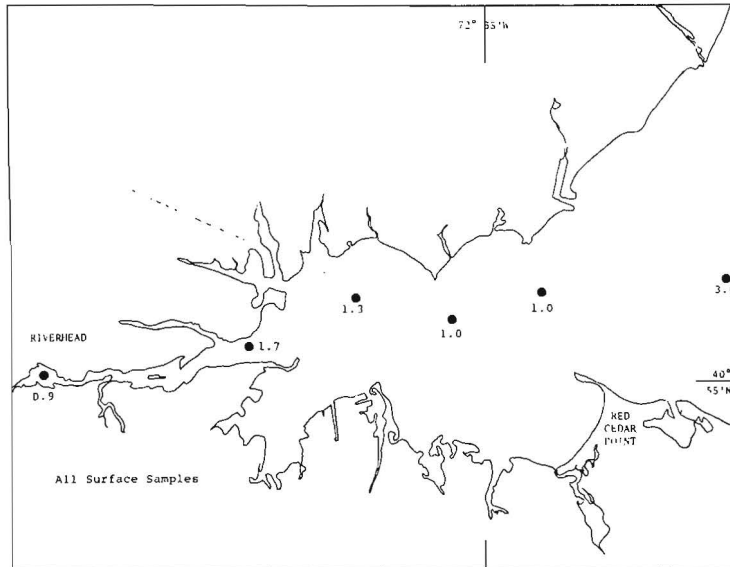 72° 55'W
3.
1.3
1.0
1.0
RIVERHEAD
1.7
40°
55'N
0.9
RED
CEDAR
POINT
All Surface Samples